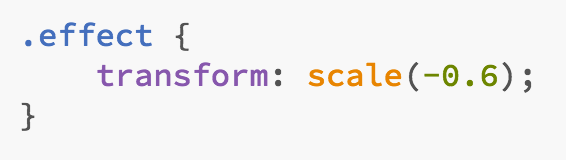 .effect {
    transform: scale(-0.6);
}